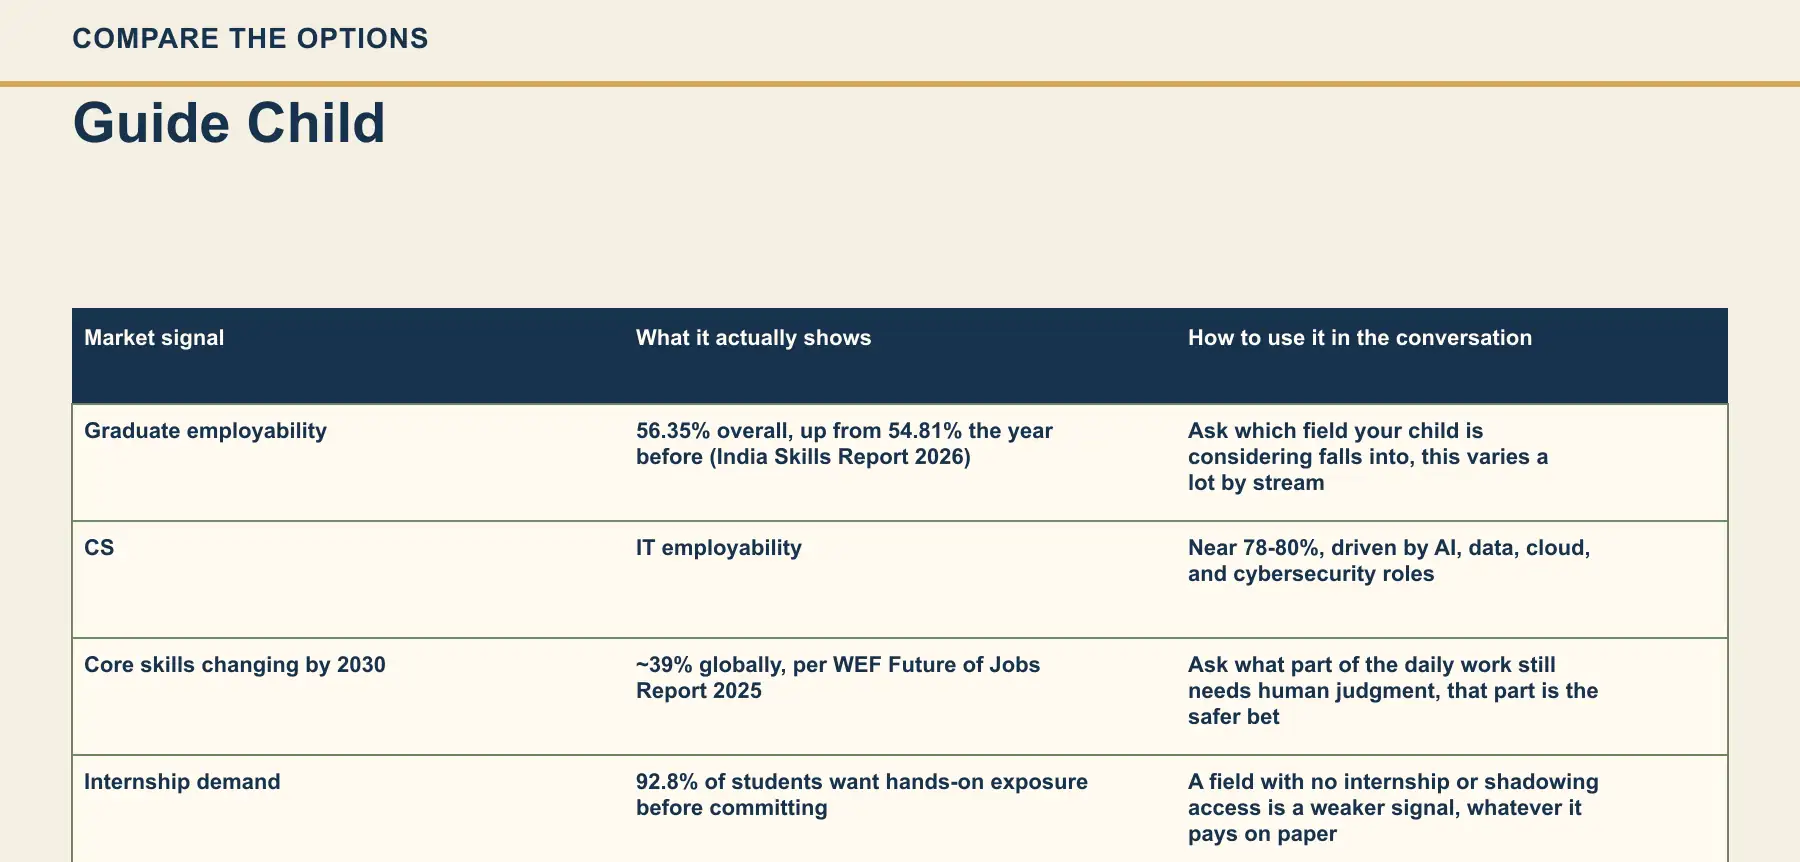 COMPARE THE OPTIONS
Guide Child
Market signal
What it actually shows
How to use it in the conversation
Graduate employability
56.35% overall, up from 54.81% the year
before (India Skills Report 2026)
Ask which field your child is
considering falls into, this varies a
lot by stream
CS
IT employability
Near 78-80%, driven by AI, data, cloud,
and cybersecurity roles
Core skills changing by 2030
~39% globally, per WEF Future of Jobs
Report 2025
Ask what part of the daily work still
needs human judgment, that part is the
safer bet
Internship demand
92.8% of students want hands-on exposure
before committing
A field with no internship or shadowing
access is a weaker signal, whatever it
pays on paper